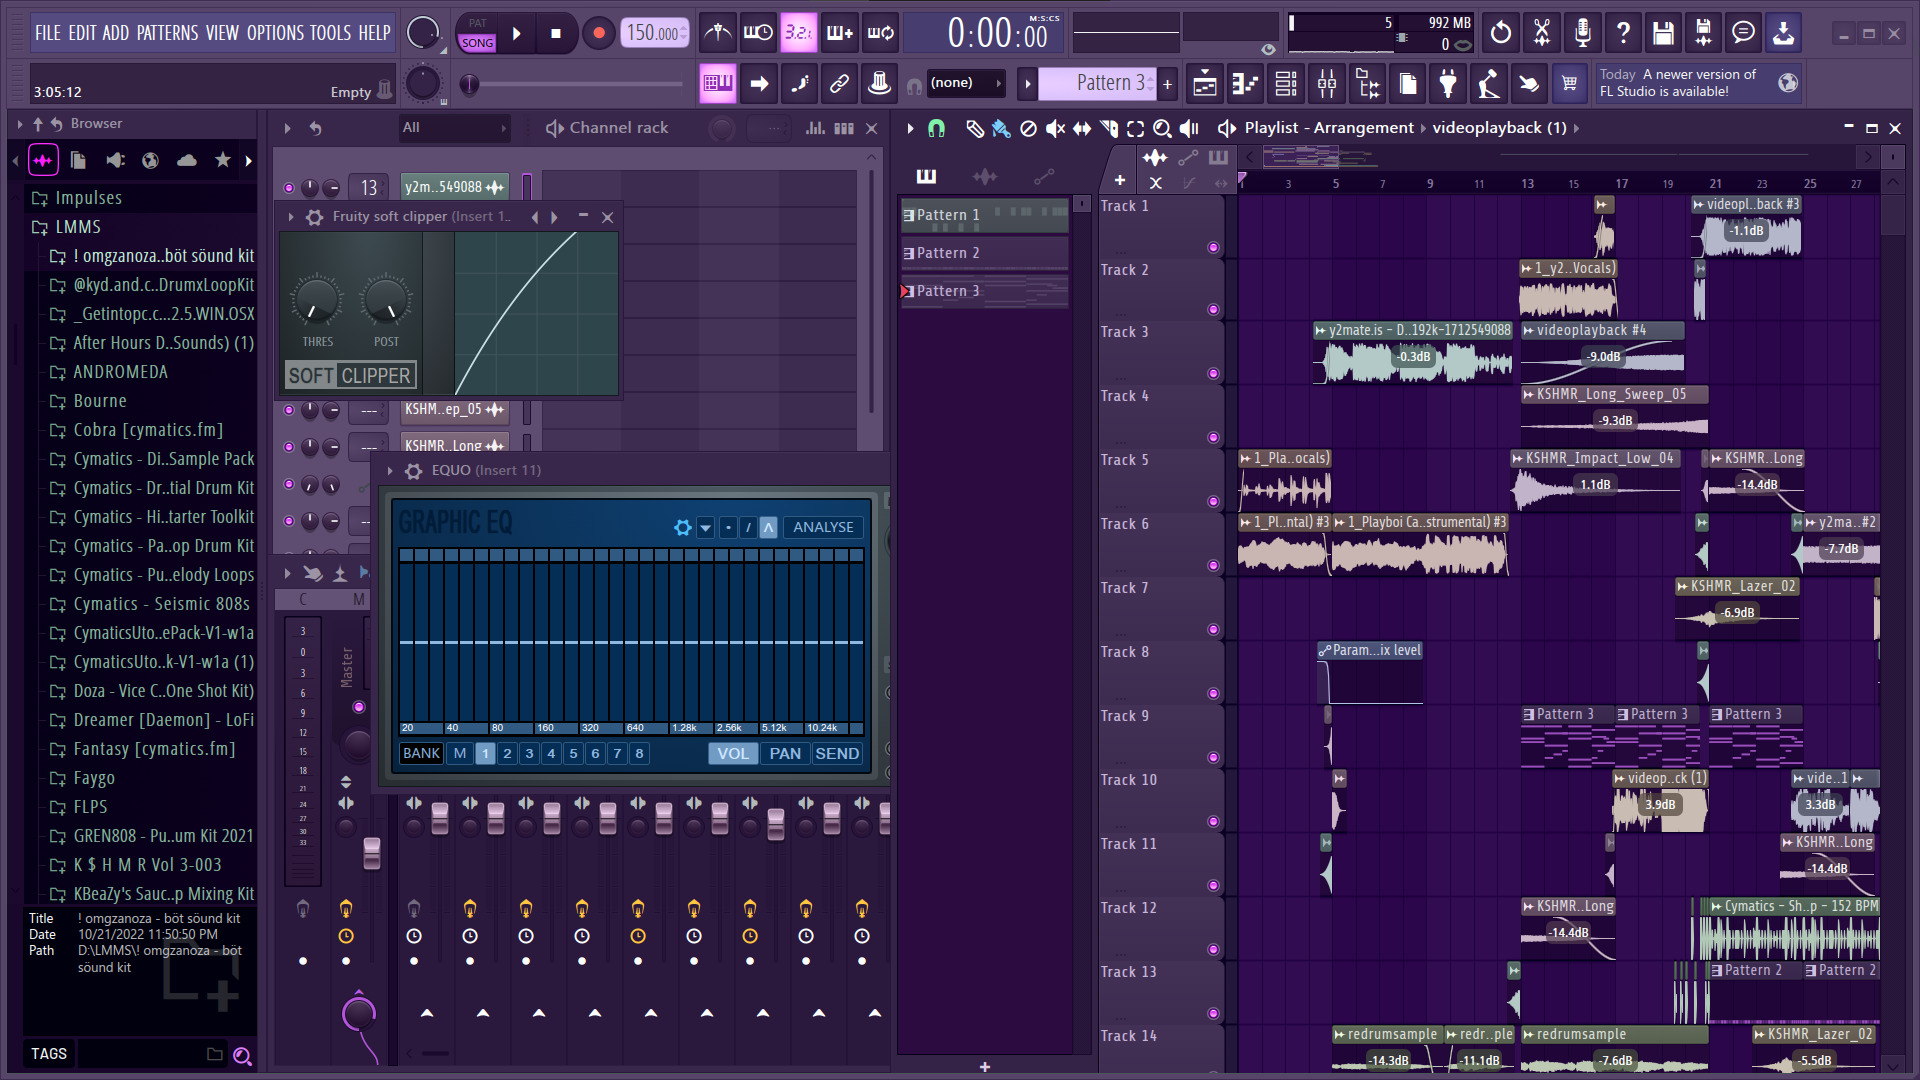 FILE EDIT ADD PATTERNS VIEW OPTIONS TOOLS HELP
PAT
SONG
150.000
3.2.
0:00:00
M:S:CS
5
992 MB
0
3:05:12
Empty
(none)
Pattern 3
Today A newer version of
FL Studio is available!
Browser
Impulses
LMMS
! omgzanoza..böt söund kit
@kyd.and.c..DrumxLoopKit
_Getintopc.c...2.5.WIN.OSX
After Hours D..Sounds) (1)
ANDROMEDA
Bourne
Cobra [cymatics.fm]
Cymatics - Di..Sample Pack
Cymatics - Dr..tial Drum Kit
Cymatics - Hi..tarter Toolkit
Cymatics - Pa..op Drum Kit
Cymatics - Pu..elody Loops
Cymatics - Seismic 808s
CymaticsUto..ePack-V1-w1a
CymaticsUto..k-V1-w1a (1)
Doza - Vice C..One Shot Kit)
Dreamer [Daemon] - LoFi
Fantasy [cymatics.fm]
Faygo
FLPS
GREN808 - Pu..um Kit 2021
K $ H M R Vol 3-003
KBeaZy's Sauc..p Mixing Kit
Title ! omgzanoza - böt söund kit
Date 10/21/2022 11:50:50 PM
Path D:\LMMS\! omgzanoza - böt
söund kit
TAGS
All
Channel rack
13
y2m..549088
Fruity soft clipper (Insert 1..
THRES
POST
SOFT CLIPPER
---
KSHM..ep_05
---
KSHMR..Long
---
EQUO (Insert 11)
GRAPHIC EQ
ANALYSE
20 40 80 160 320 640 1.28k 2.56k 5.12k 10.24k
BANK M 1 2 3 4 5 6 7 8
VOL PAN SEND
C M
Master
3
0
3
6
9
12
15
18
21
24
27
30
33
Pattern 1
Pattern 2
Pattern 3
Playlist - Arrangement › videoplayback (1) ›
1 3 5 7 9 11 13 15 17 19 21 23 25 27
Track 1
videopl..back #3
-1.1dB
Track 2
1_y2..Vocals)
Track 3
y2mate.is - D..192k-1712549088
-0.3dB
videoplayback #4
-9.0dB
Track 4
KSHMR_Long_Sweep_05
-9.3dB
Track 5
1_Pla..ocals)
KSHMR_Impact_Low_04
1.1dB
KSHMR..Long
-14.4dB
Track 6
1_Pl..ntal) #3
1_Playboi Ca..strumental) #3
y2ma..#2
-7.7dB
Track 7
KSHMR_Lazer_02
-6.9dB
Track 8
Param...ix level
Track 9
Pattern 3
Pattern 3
Pattern 3
Track 10
videop..ck (1)
3.9dB
vide..1
3.3dB
Track 11
KSHMR..Long
-14.4dB
Track 12
KSHMR..Long
-14.4dB
Cymatics - Sh..p - 152 BPM
Track 13
Pattern 2
Pattern 2
Track 14
redrumsample
-14.3dB
redr..ple
-11.1dB
redrumsample
-7.6dB
KSHMR_Lazer_02
-5.5dB